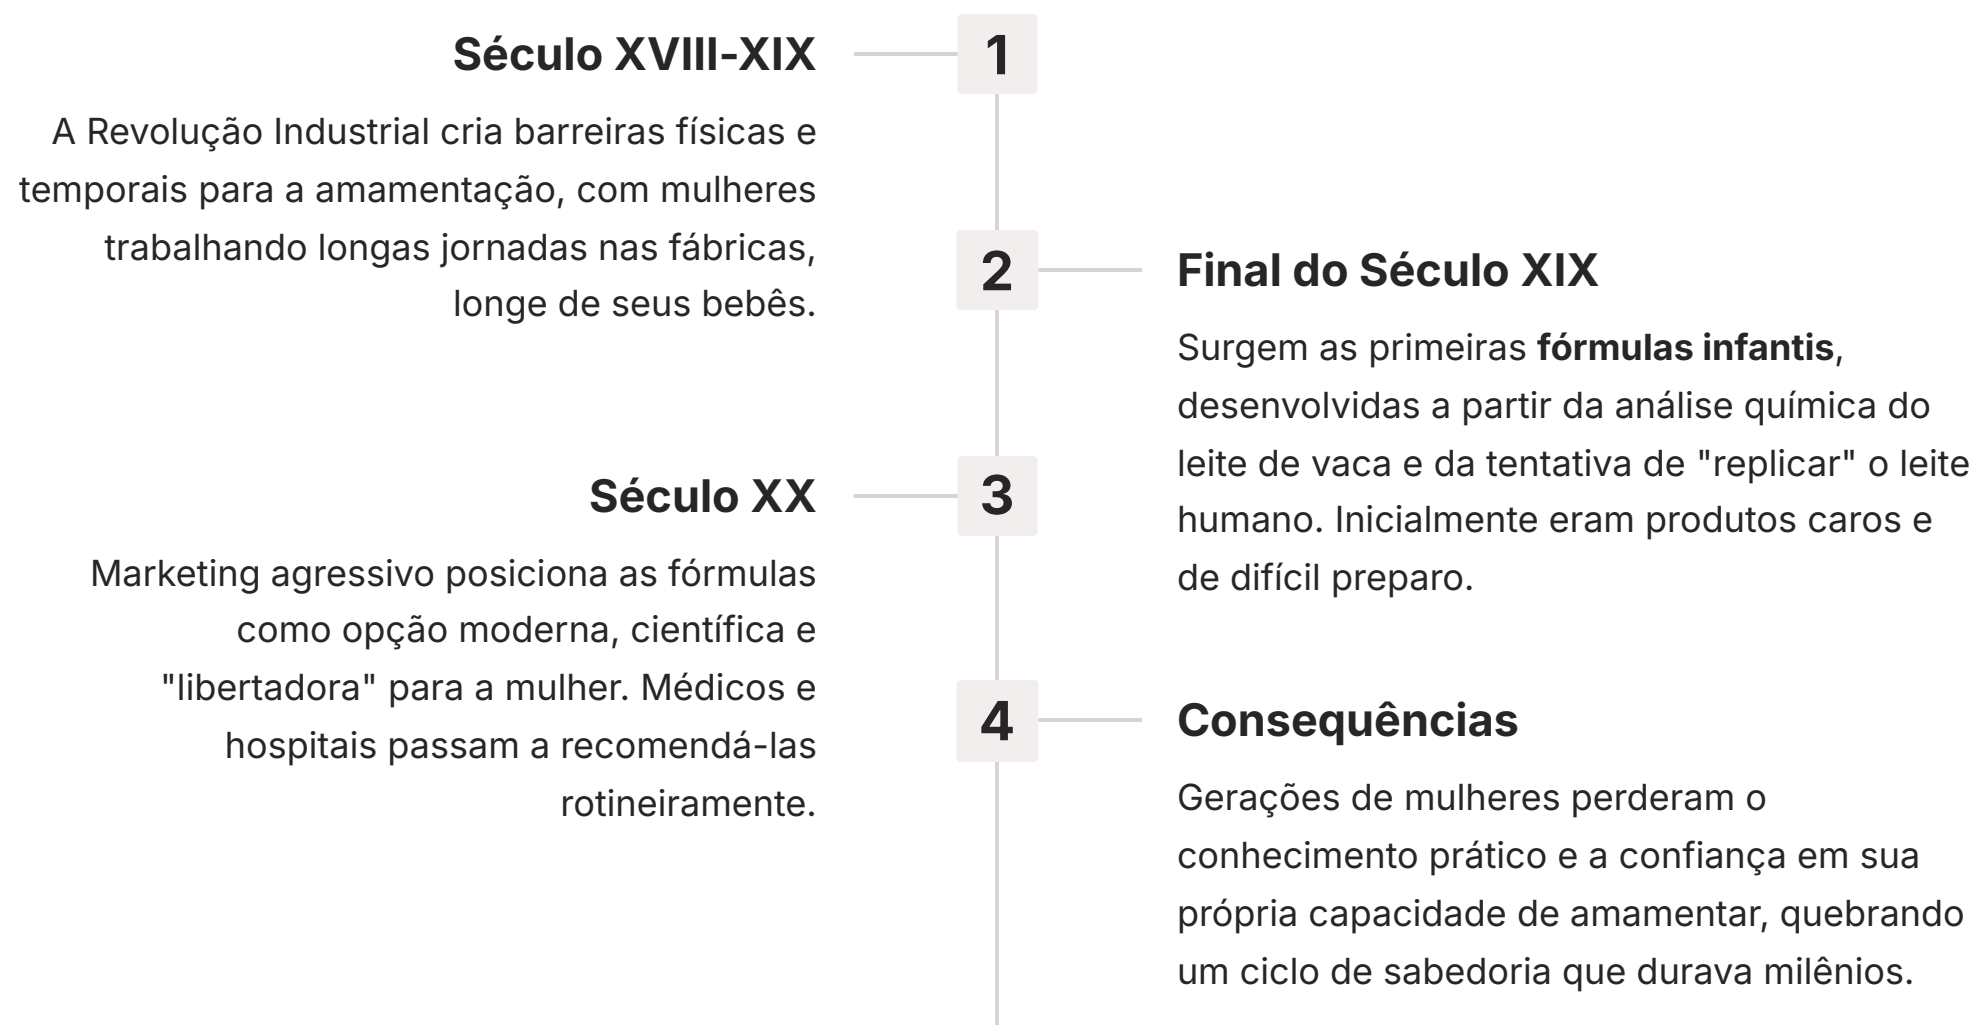 Século XVIII-XIX
1
A Revolução Industrial cria barreiras físicas e
temporais para a amamentação, com mulheres
trabalhando longas jornadas nas fábricas,
longe de seus bebês.
2
Final do Século XIX
Surgem as primeiras fórmulas infantis,
desenvolvidas a partir da análise química do
leite de vaca e da tentativa de "replicar" o leite
humano. Inicialmente eram produtos caros e
de difícil preparo.
Século XX
3
Marketing agressivo posiciona as fórmulas
como opção moderna, científica e
"libertadora" para a mulher. Médicos e
hospitais passam a recomendá-las
rotineiramente.
4
Consequências
Gerações de mulheres perderam o
conhecimento prático e a confiança em sua
própria capacidade de amamentar, quebrando
um ciclo de sabedoria que durava milênios.